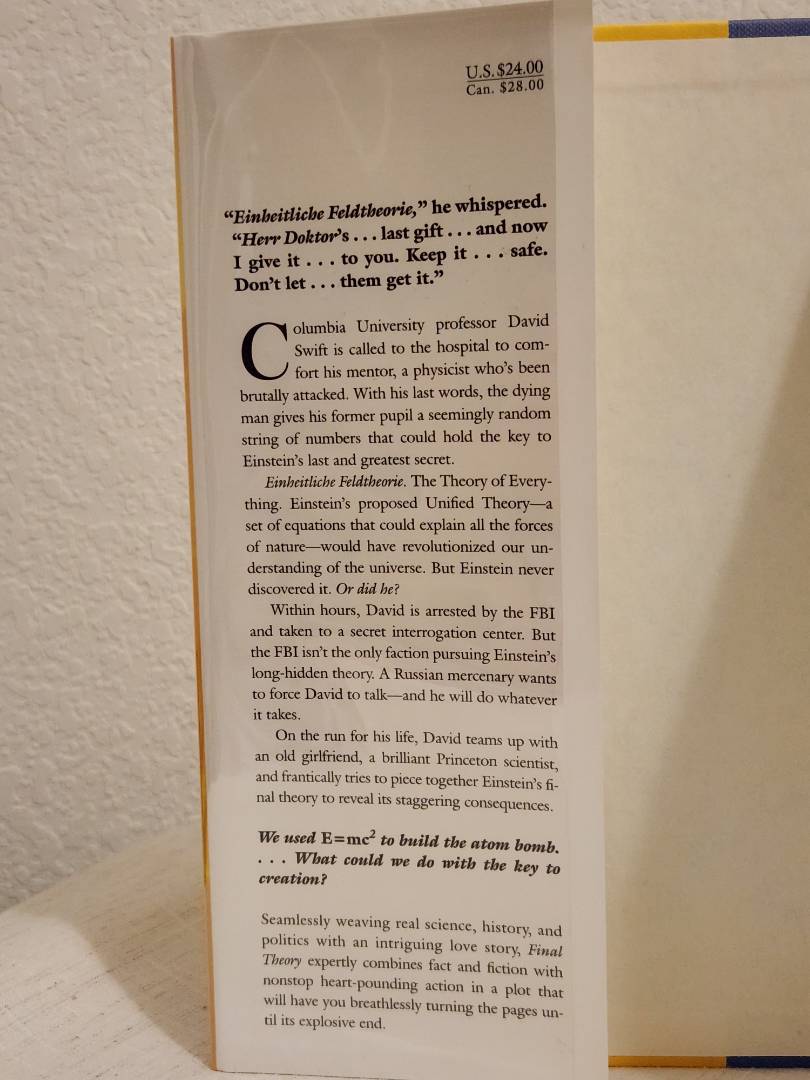 U.S. $24.00
Can. $28.00
“Einheitliche Feldtheorie,” he whispered.
“Herr Doktor’s . . . last gift . . . and now
I give it . . . to you. Keep it . . . safe.
Don’t let . . . them get it.”
Columbia University professor David
Swift is called to the hospital to com-
fort his mentor, a physicist who’s been
brutally attacked. With his last words, the dying
man gives his former pupil a seemingly random
string of numbers that could hold the key to
Einstein’s last and greatest secret.
Einheitliche Feldtheorie. The Theory of Every-
thing. Einstein’s proposed Unified Theory—a
set of equations that could explain all the forces
of nature—would have revolutionized our un-
derstanding of the universe. But Einstein never
discovered it. Or did he?
Within hours, David is arrested by the FBI
and taken to a secret interrogation center. But
the FBI isn’t the only faction pursuing Einstein’s
long-hidden theory. A Russian mercenary wants
to force David to talk—and he will do whatever
it takes.
On the run for his life, David teams up with
an old girlfriend, a brilliant Princeton scientist,
and frantically tries to piece together Einstein’s fi-
nal theory to reveal its staggering consequences.
We used E=mc² to build the atom bomb.
. . . What could we do with the key to
creation?
Seamlessly weaving real science, history, and
politics with an intriguing love story, Final
Theory expertly combines fact and fiction with
nonstop heart-pounding action in a plot that
will have you breathlessly turning the pages un-
til its explosive end.